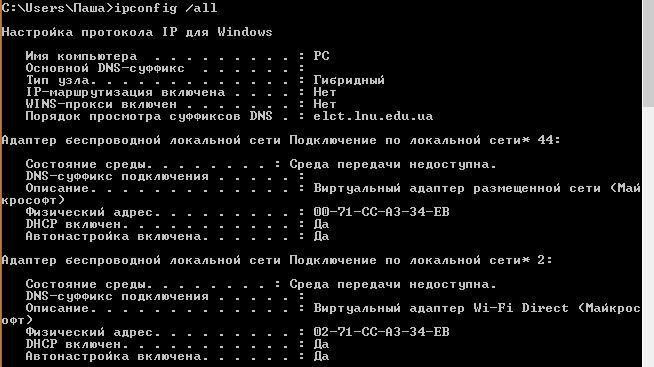 C:\Users\Паша>ipconfig /all
Настройка протокола IP для Windows
Имя компьютера . . . . . . . . . : PC
Основной DNS-суффикс . . . . . . :
Тип узла. . . . . . . . . . . . . : Гибридный
IP-маршрутизация включена . . . . : Нет
WINS-прокси включен . . . . . . . : Нет
Порядок просмотра суффиксов DNS . : elct.lnu.edu.ua
Адаптер беспроводной локальной сети Подключение по локальной сети* 44:
Состояние среды. . . . . . . . : Среда передачи недоступна.
DNS-суффикс подключения . . . . . :
Описание. . . . . . . . . . . . . : Виртуальный адаптер размещенной сети (Май
крософт)
Физический адрес. . . . . . . . . : 00-71-CC-A3-34-EB
DHCP включен. . . . . . . . . . . : Да
Автонастройка включена. . . . . . : Да
Адаптер беспроводной локальной сети Подключение по локальной сети* 2:
Состояние среды. . . . . . . . : Среда передачи недоступна.
DNS-суффикс подключения . . . . . :
Описание. . . . . . . . . . . . . : Виртуальный адаптер Wi-Fi Direct (Майкрос
офт)
Физический адрес. . . . . . . . . : 02-71-CC-A3-34-EB
DHCP включен. . . . . . . . . . . : Да
Автонастройка включена. . . . . . : Да